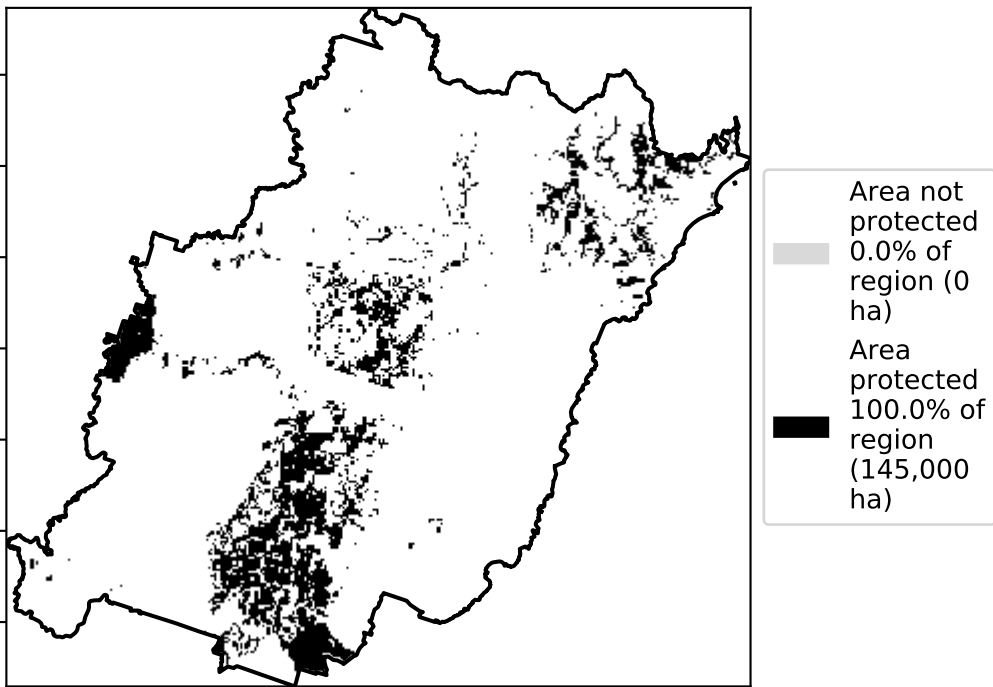 Area not
protected
0.0% of
region (0
ha)
Area
protected
100.0% of
region
(145,000
ha)